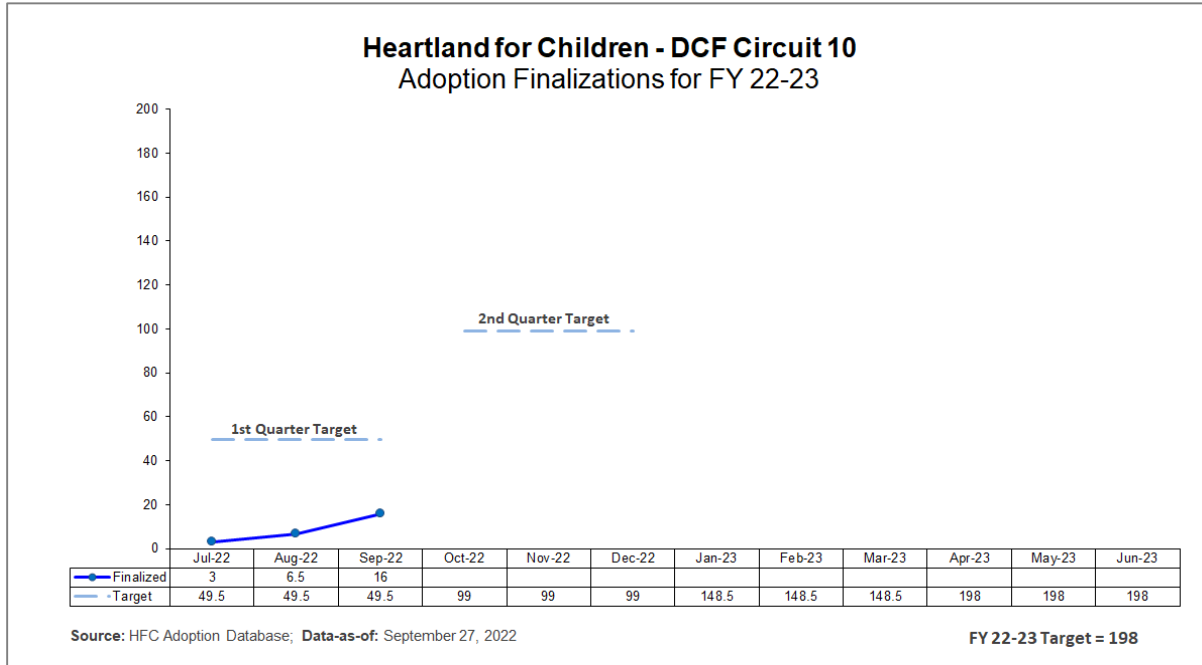 Heartland for Children - DCF Circuit 10
Adoption Finalizations for FY 22-23
200
180
160
140
120
100
80
60
40
20
0
2nd Quarter Target
1st Quarter Target
Jul-22 Aug-22 Sep-22 Oct-22 Nov-22 Dec-22 Jan-23 Feb-23 Mar-23 Apr-23 May-23 Jun-23
Finalized 3 6.5 16
Target 49.5 49.5 49.5 99 99 99 148.5 148.5 148.5 198 198 198
Source: HFC Adoption Database; Data-as-of: September 27, 2022
FY 22-23 Target = 198